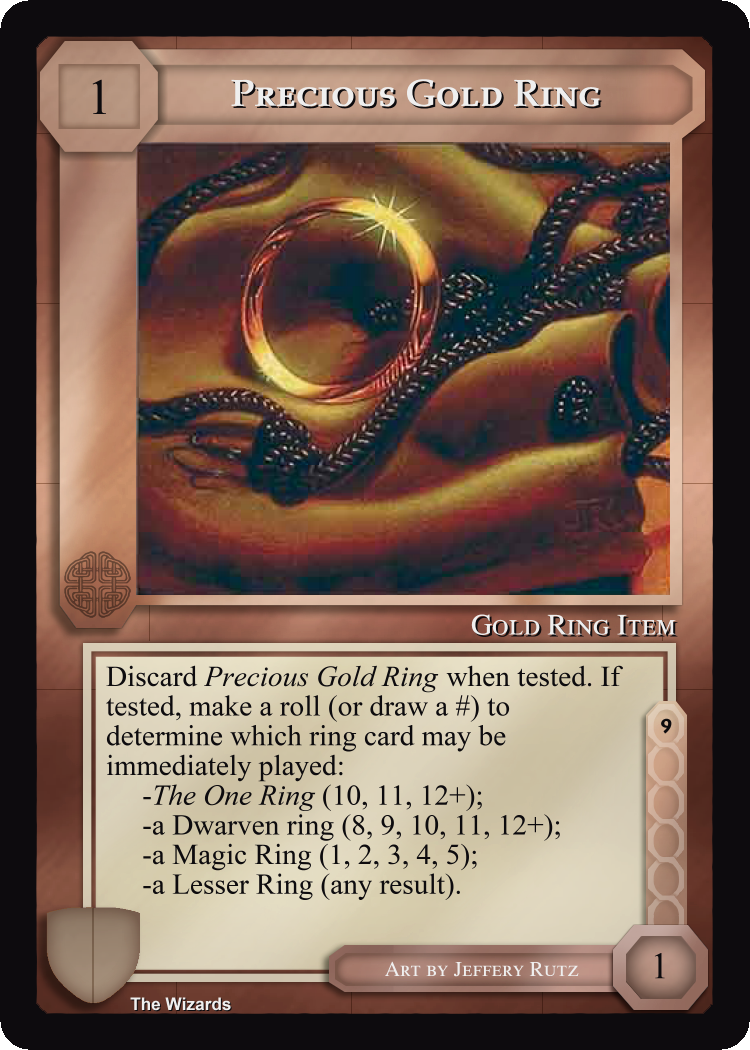 1
Precious Gold Ring
Gold Ring Item
Discard Precious Gold Ring when tested. If
tested, make a roll (or draw a #) to
determine which ring card may be
immediately played:
-The One Ring (10, 11, 12+);
-a Dwarven ring (8, 9, 10, 11, 12+);
-a Magic Ring (1, 2, 3, 4, 5);
-a Lesser Ring (any result).
9
Art by Jeffery Rutz
1
The Wizards